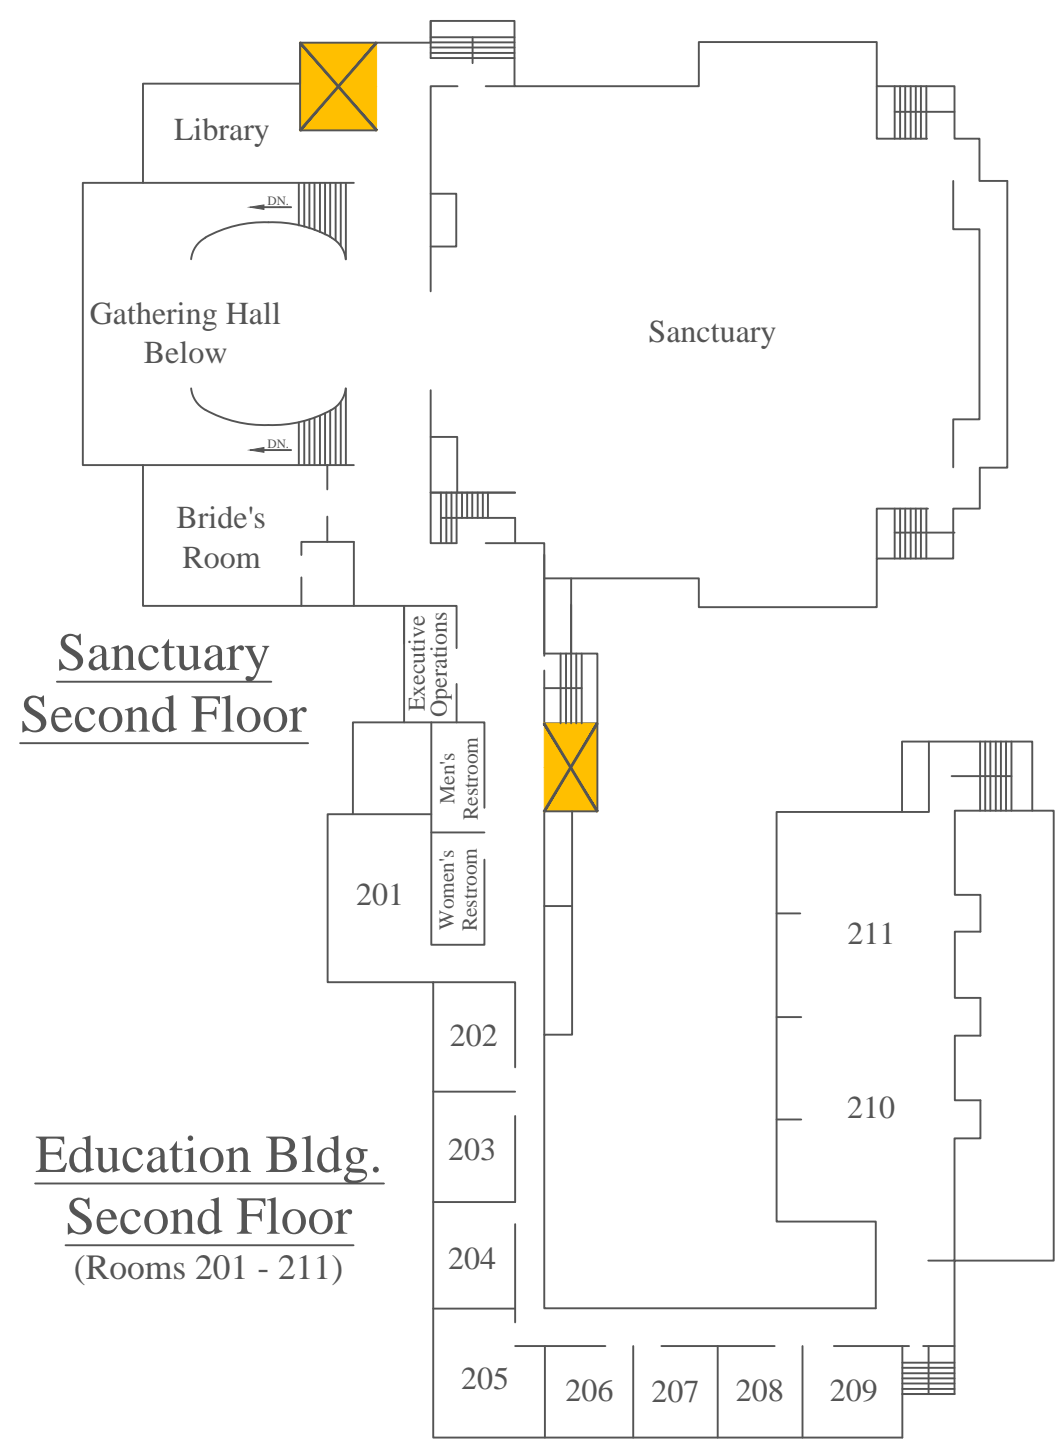 Library
DN.
Gathering Hall
Below
Sanctuary
DN.
Bride's
Room
Executive
Operations
Sanctuary
Second Floor
Men's
Restroom
Women's
Restroom
201
211
202
210
203
Education Bldg.
Second Floor
(Rooms 201 - 211)
204
205
206
207
208
209